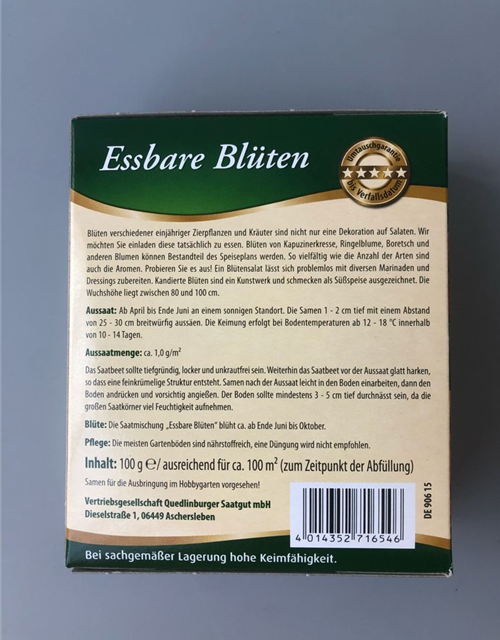 Essbare Blüten
Umtauschgarantie
bis Verfallsdatum
Blüten verschiedener einjähriger Zierpflanzen und Kräuter sind nicht nur eine Dekoration auf Salaten. Wir
möchten Sie einladen diese tatsächlich zu essen. Blüten von Kapuzinerkresse, Ringelblume, Boretsch und
anderen Blumen können Bestandteil des Speiseplans werden. So vielfältig wie die Anzahl der Arten sind
auch die Aromen. Probieren Sie es aus! Ein Blütensalat lässt sich problemlos mit diversen Marinaden und
Dressings zubereiten. Kandierte Blüten sind ein Kunstwerk und schmecken als Süßspeise ausgezeichnet. Die
Wuchshöhe liegt zwischen 80 und 100 cm.
Aussaat: Ab April bis Ende Juni an einem sonnigen Standort. Die Samen 1 - 2 cm tief mit einem Abstand
von 25 - 30 cm breitwürfig aussäen. Die Keimung erfolgt bei Bodentemperaturen ab 12 - 18 °C innerhalb
von 10 - 14 Tagen.
Aussaatmenge: ca. 1,0 g/m²
Das Saatbeet sollte tiefgründig, locker und unkrautfrei sein. Weiterhin das Saatbeet vor der Aussaat glatt harken,
so dass eine feinkrümelige Struktur entsteht. Samen nach der Aussaat leicht in den Boden einarbeiten, dann den
Boden andrücken und vorsichtig angießen. Der Boden sollte mindestens 3 - 5 cm tief durchnässt sein, da die
großen Saatkörner viel Feuchtigkeit aufnehmen.
Blüte: Die Saatmischung „Essbare Blüten" blüht ca. ab Ende Juni bis Oktober.
Pflege: Die meisten Gartenböden sind nährstoffreich, eine Düngung wird nicht empfohlen.
Inhalt: 100 g ℮/ ausreichend für ca. 100 m² (zum Zeitpunkt der Abfüllung)
Samen für die Ausbringung im Hobbygarten vorgesehen!
Vertriebsgesellschaft Quedlinburger Saatgut mbH
Dieselstraße 1, 06449 Aschersleben
4 014352 716546
DE 906 15
Bei sachgemäßer Lagerung hohe Keimfähigkeit.